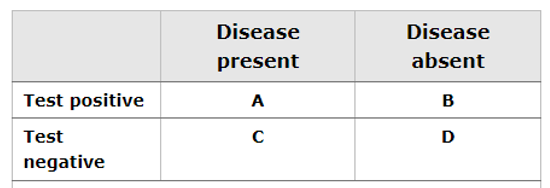 Disease present
Disease absent
Test positive
A
B
Test negative
C
D